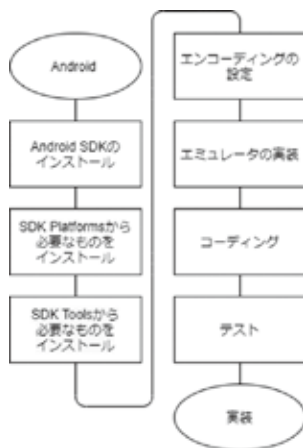 Android
Android SDKの
インストール
SDK Platformsから
必要なものを
インストール
SDK Toolsから
必要なものを
インストール
エンコーディングの
設定
エミュレータの実装
コーディング
テスト
実装